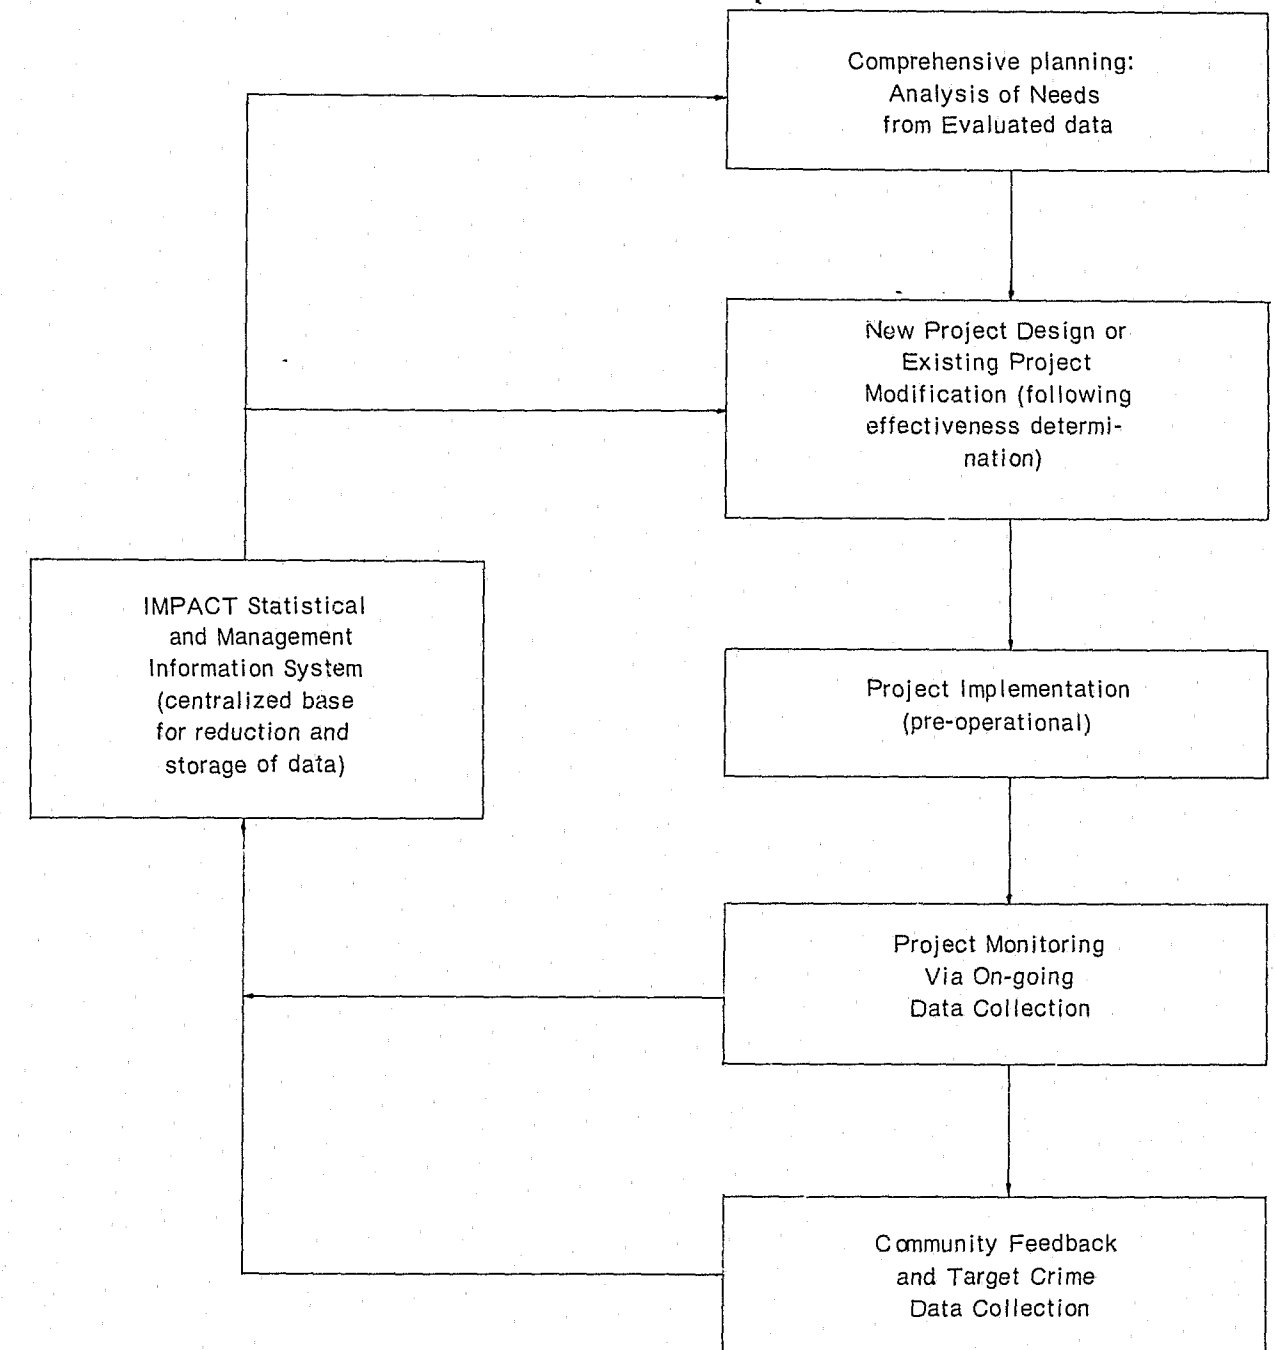 Comprehensive planning:
Analysis of Needs
from Evaluated data
New Project Design or
Existing Project
Modification (following
effectiveness determi-
nation)
IMPACT Statistical
and Management
Information System
(centralized base
for reduction and
storage of data)
Project Implementation
(pre-operational)
Project Monitoring
Via On-going
Data Collection
Community Feedback
and Target Crime
Data Collection